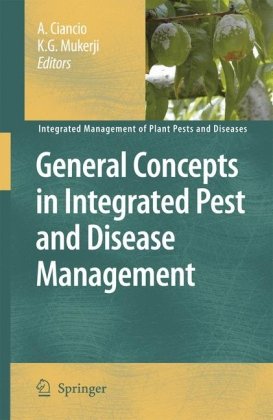 A. Ciancio
K.G. Mukerji
Editors
Integrated Management of Plant Pests and Diseases
General Concepts
in Integrated Pest
and Disease
Management
Springer